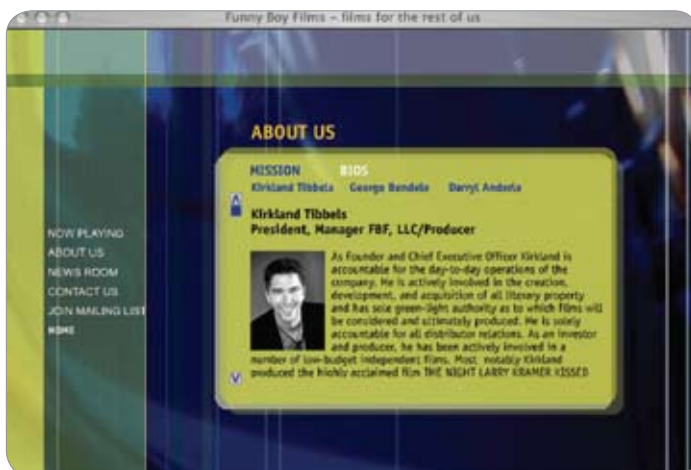 Funny Boy Films – films for the rest of us
ABOUT US
MISSION BIOS
Kirkland Tibbels George Bendele Darryl Anderle
NOW PLAYING
ABOUT US
NEWS ROOM
CONTACT US
JOIN MAILING LIST
HOME
Kirkland Tibbels
President, Manager FBF, LLC/Producer
As Founder and Chief Executive Officer Kirkland is
accountable for the day-to-day operations of the
company. He is actively involved in the creation,
development, and acquisition of all literary property
and has sole green-light authority as to which films will
be considered and ultimately produced. He is solely
accountable for all distributor relations. As an investor
and producer, he has been actively involved in a
number of low-budget independent films. Most notably Kirkland
produced the highly acclaimed film THE NIGHT LARRY KRAMER KISSED